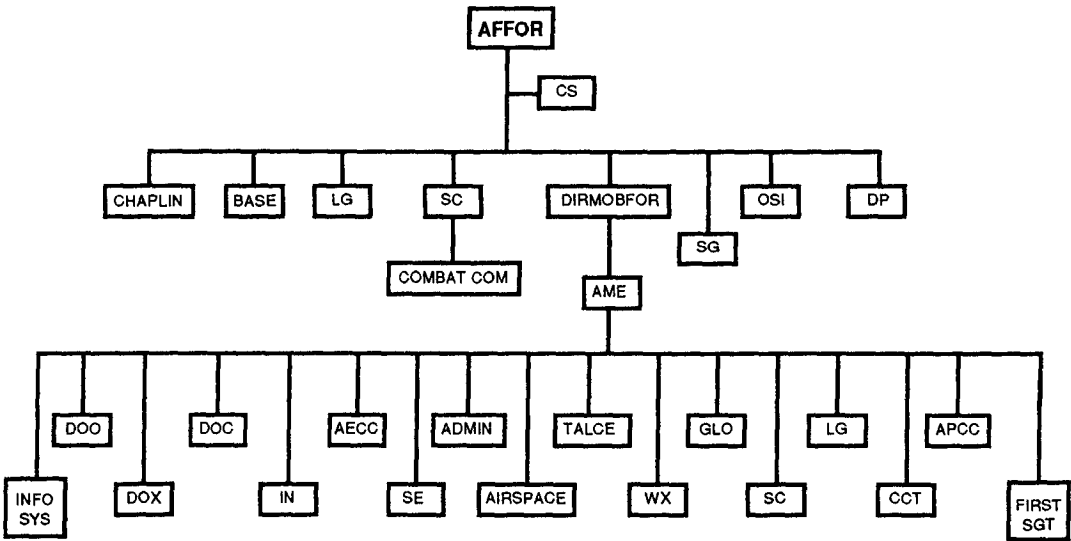 AFFOR
CS
CHAPLIN
BASE
LG
SC
DIRMOBFOR
OSI
DP
SG
COMBAT COM
AME
DOO
DOC
AECC
ADMIN
TALCE
GLO
LG
APCC
INFO
SYS
DOX
IN
SE
AIRSPACE
WX
SC
CCT
FIRST
SGT